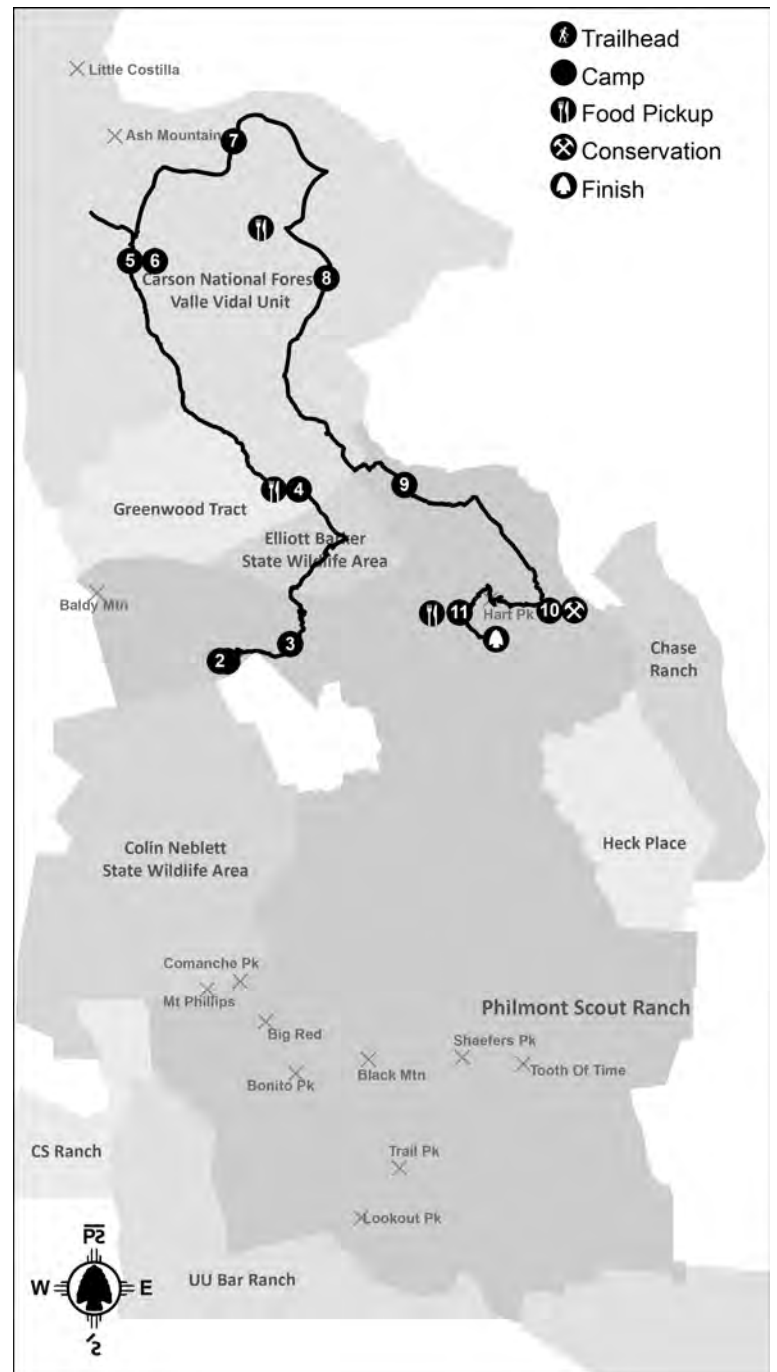 Trailhead
Camp
Food Pickup
Conservation
Finish
Little Costilla
Ash Mountain
7
5
6
8
Carson National Fores
Valle Vidal Unit
4
9
Greenwood Tract
Elliott Barker
State Wildlife Area
Baldy Mtn
11
Hart Pk
10
2
3
Chase
Ranch
Colin Neblett
State Wildlife Area
Heck Place
Comanche Pk
Mt Phillips
Philmont Scout Ranch
Big Red
Shaefers Pk
Black Mtn
Tooth Of Time
Bonito Pk
CS Ranch
Trail Pk
Lookout Pk
UU Bar Ranch
W
E